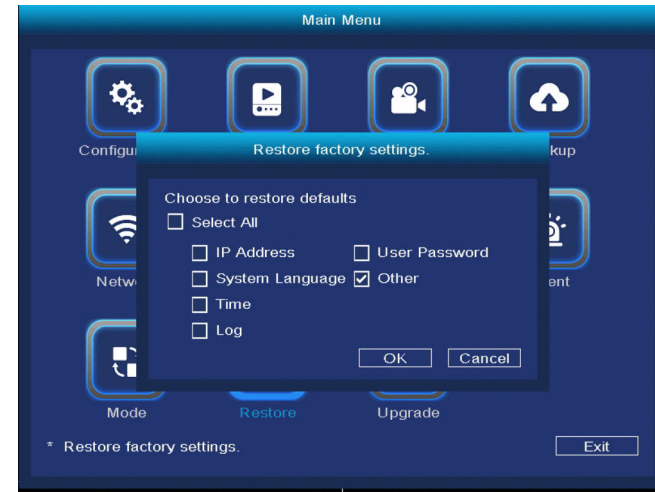 Main Menu
Configur
kup
Restore factory settings.
Choose to restore defaults
Select All
IP Address
User Password
System Language
Other
Time
Log
OK
Cancel
Netw
ent
Mode
Restore
Upgrade
* Restore factory settings.
Exit